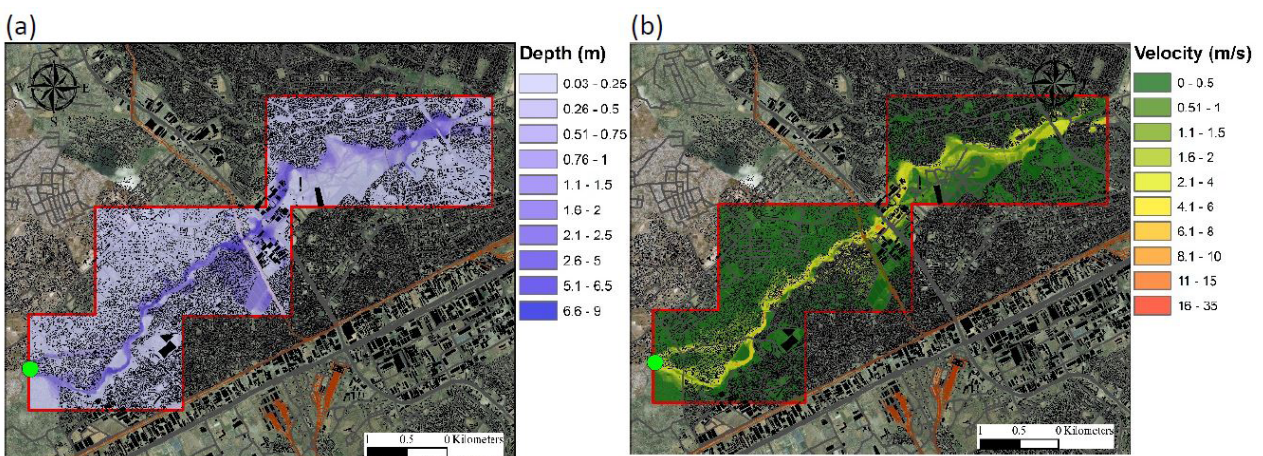 (a)
Depth (m)
0.03 - 0.25
0.26 - 0.5
0.51 - 0.75
0.76 - 1
1.1 - 1.5
1.6 - 2
2.1 - 2.5
2.6 - 5
5.1 - 6.5
6.6 - 9
1 0.5 0 Kilometers
(b)
Velocity (m/s)
0 - 0.5
0.51 - 1
1.1 - 1.5
1.6 - 2
2.1 - 4
4.1 - 6
6.1 - 8
8.1 - 10
11 - 15
16 - 35
1 0.5 0 Kilometers